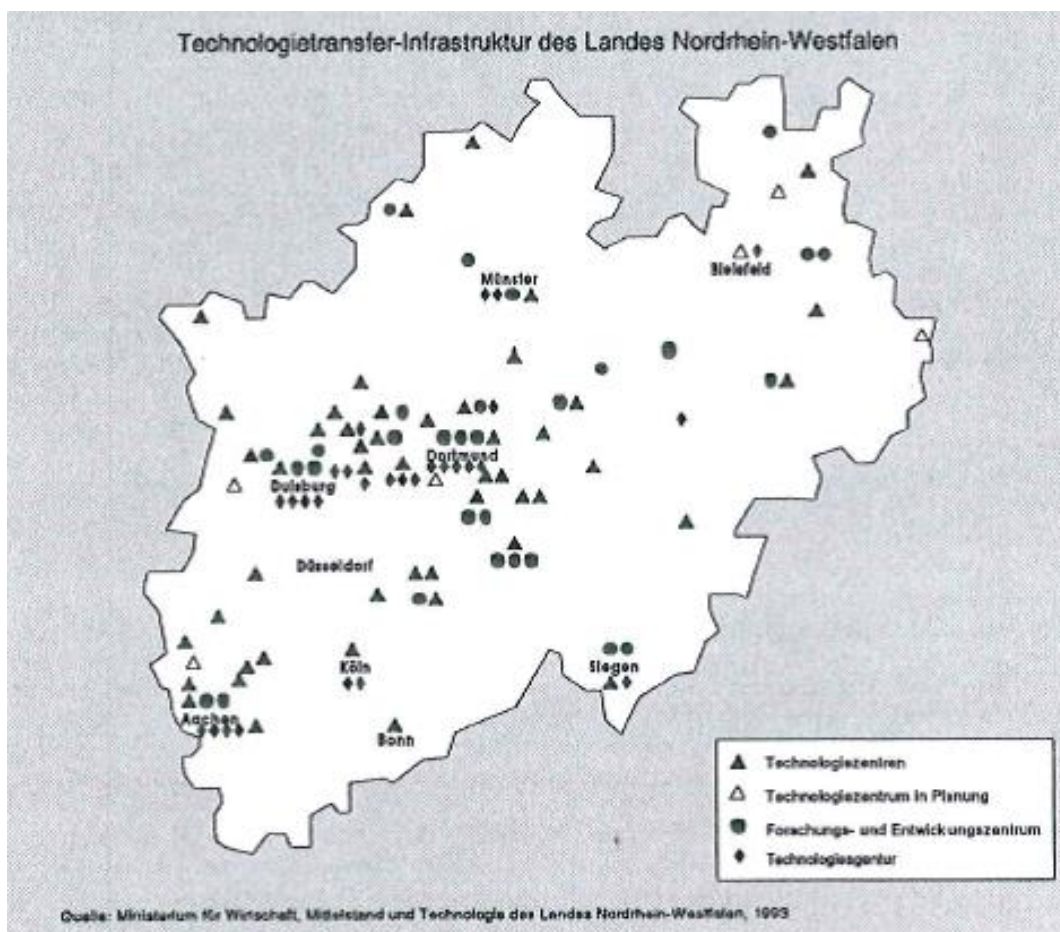 Technologietransfer-Infrastruktur des Landes Nordrhein-Westfalen
Münster
Bielefeld
Dortmund
Duisburg
Düsseldorf
Köln
Siegen
Aachen
Bonn
Technologiezentren
Technologiezentrum in Planung
Forschungs- und Entwickungszentrum
Technologieagentur
Quelle: Ministerium für Wirtschaft, Mittelstand und Technologie des Landes Nordrhein-Westfalen, 1993